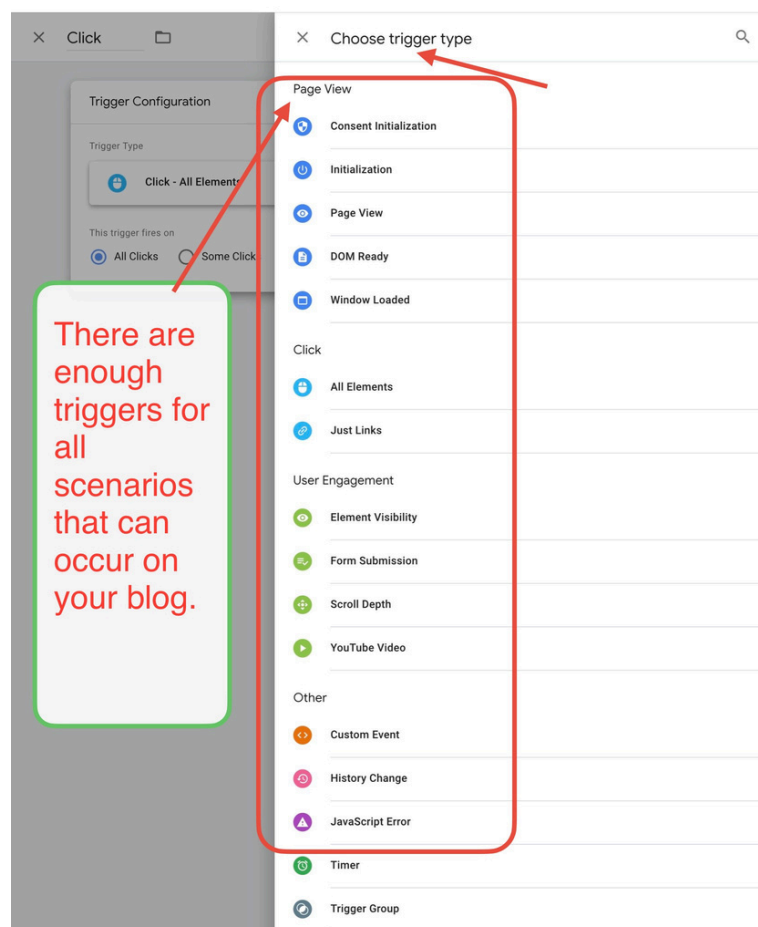 Click
Choose trigger type
Trigger Configuration
Trigger Type
Click - All Elements
This trigger fires on
All Clicks
Some Click
There are
enough
triggers for
all
scenarios
that can
occur on
your blog.
Page View
Consent Initialization
Initialization
Page View
DOM Ready
Window Loaded
Click
All Elements
Just Links
User Engagement
Element Visibility
Form Submission
Scroll Depth
YouTube Video
Other
Custom Event
History Change
JavaScript Error
Timer
Trigger Group